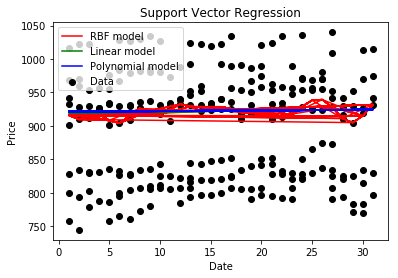 Support Vector Regression
RBF model
Linear model
Polynomial model
Data
Price
1050
1000
950
900
850
800
750
0 5 10 15 20 25 30
Date